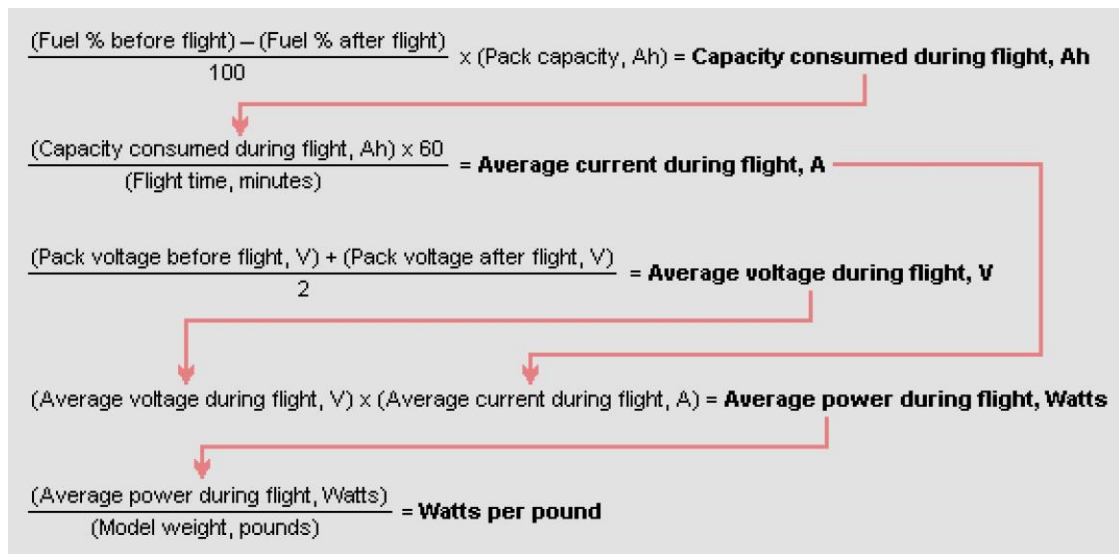 (Fuel % before flight) – (Fuel % after flight)
100
x (Pack capacity, Ah) = Capacity consumed during flight, Ah
(Capacity consumed during flight, Ah) x 60
(Flight time, minutes)
= Average current during flight, A
(Pack voltage before flight, V) + (Pack voltage after flight, V)
2
= Average voltage during flight, V
(Average voltage during flight, V) x (Average current during flight, A) = Average power during flight, Watts
(Average power during flight, Watts)
(Model weight, pounds)
= Watts per pound